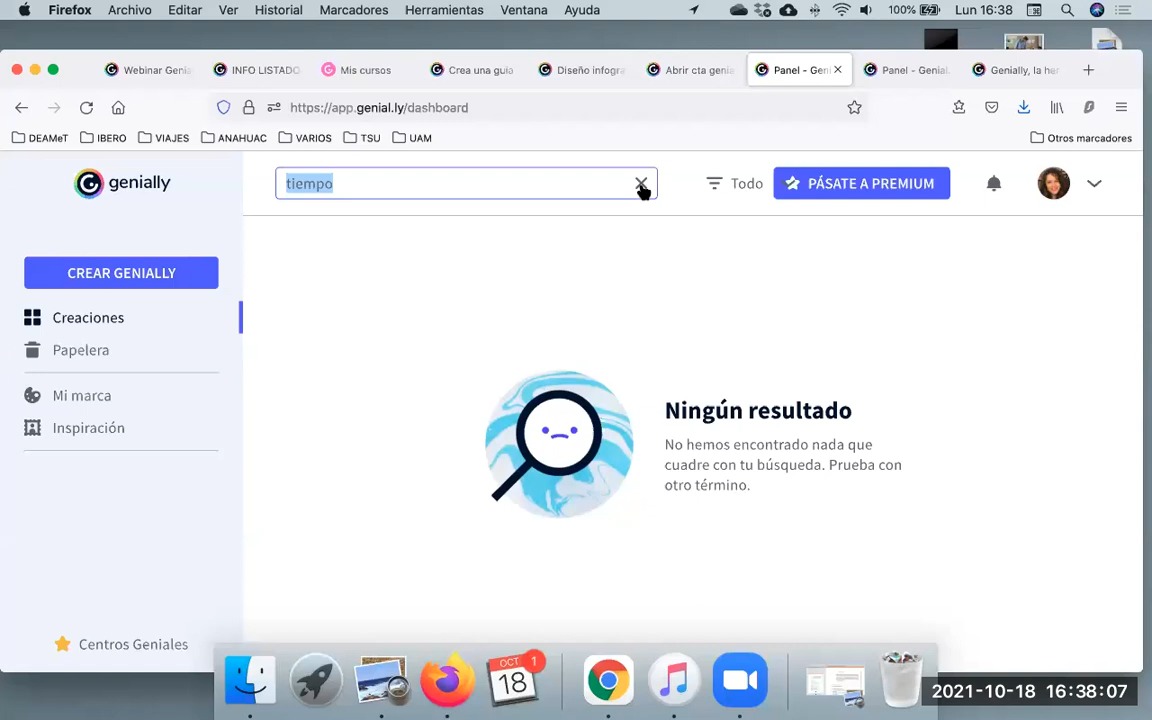 Firefox Archivo Editar Ver Historial Marcadores Herramientas Ventana Ayuda 100% Lun 16:38
Webinar Genia INFO LISTADO Mis cursos Crea una guía Diseño infogra Abrir cta genia Panel - Geni Panel - Genial. Genially, la her
https://app.genial.ly/dashboard
DEAMeT IBERO VIAJES ANAHUAC VARIOS TSU UAM Otros marcadores
genially
tiempo
Todo
PÁSATE A PREMIUM
CREAR GENIALLY
Creaciones
Papelera
Mi marca
Inspiración
Ningún resultado
No hemos encontrado nada que
cuadre con tu búsqueda. Prueba con
otro término.
Centros Geniales
OCT 1
18
2021-10-18 16:38:07